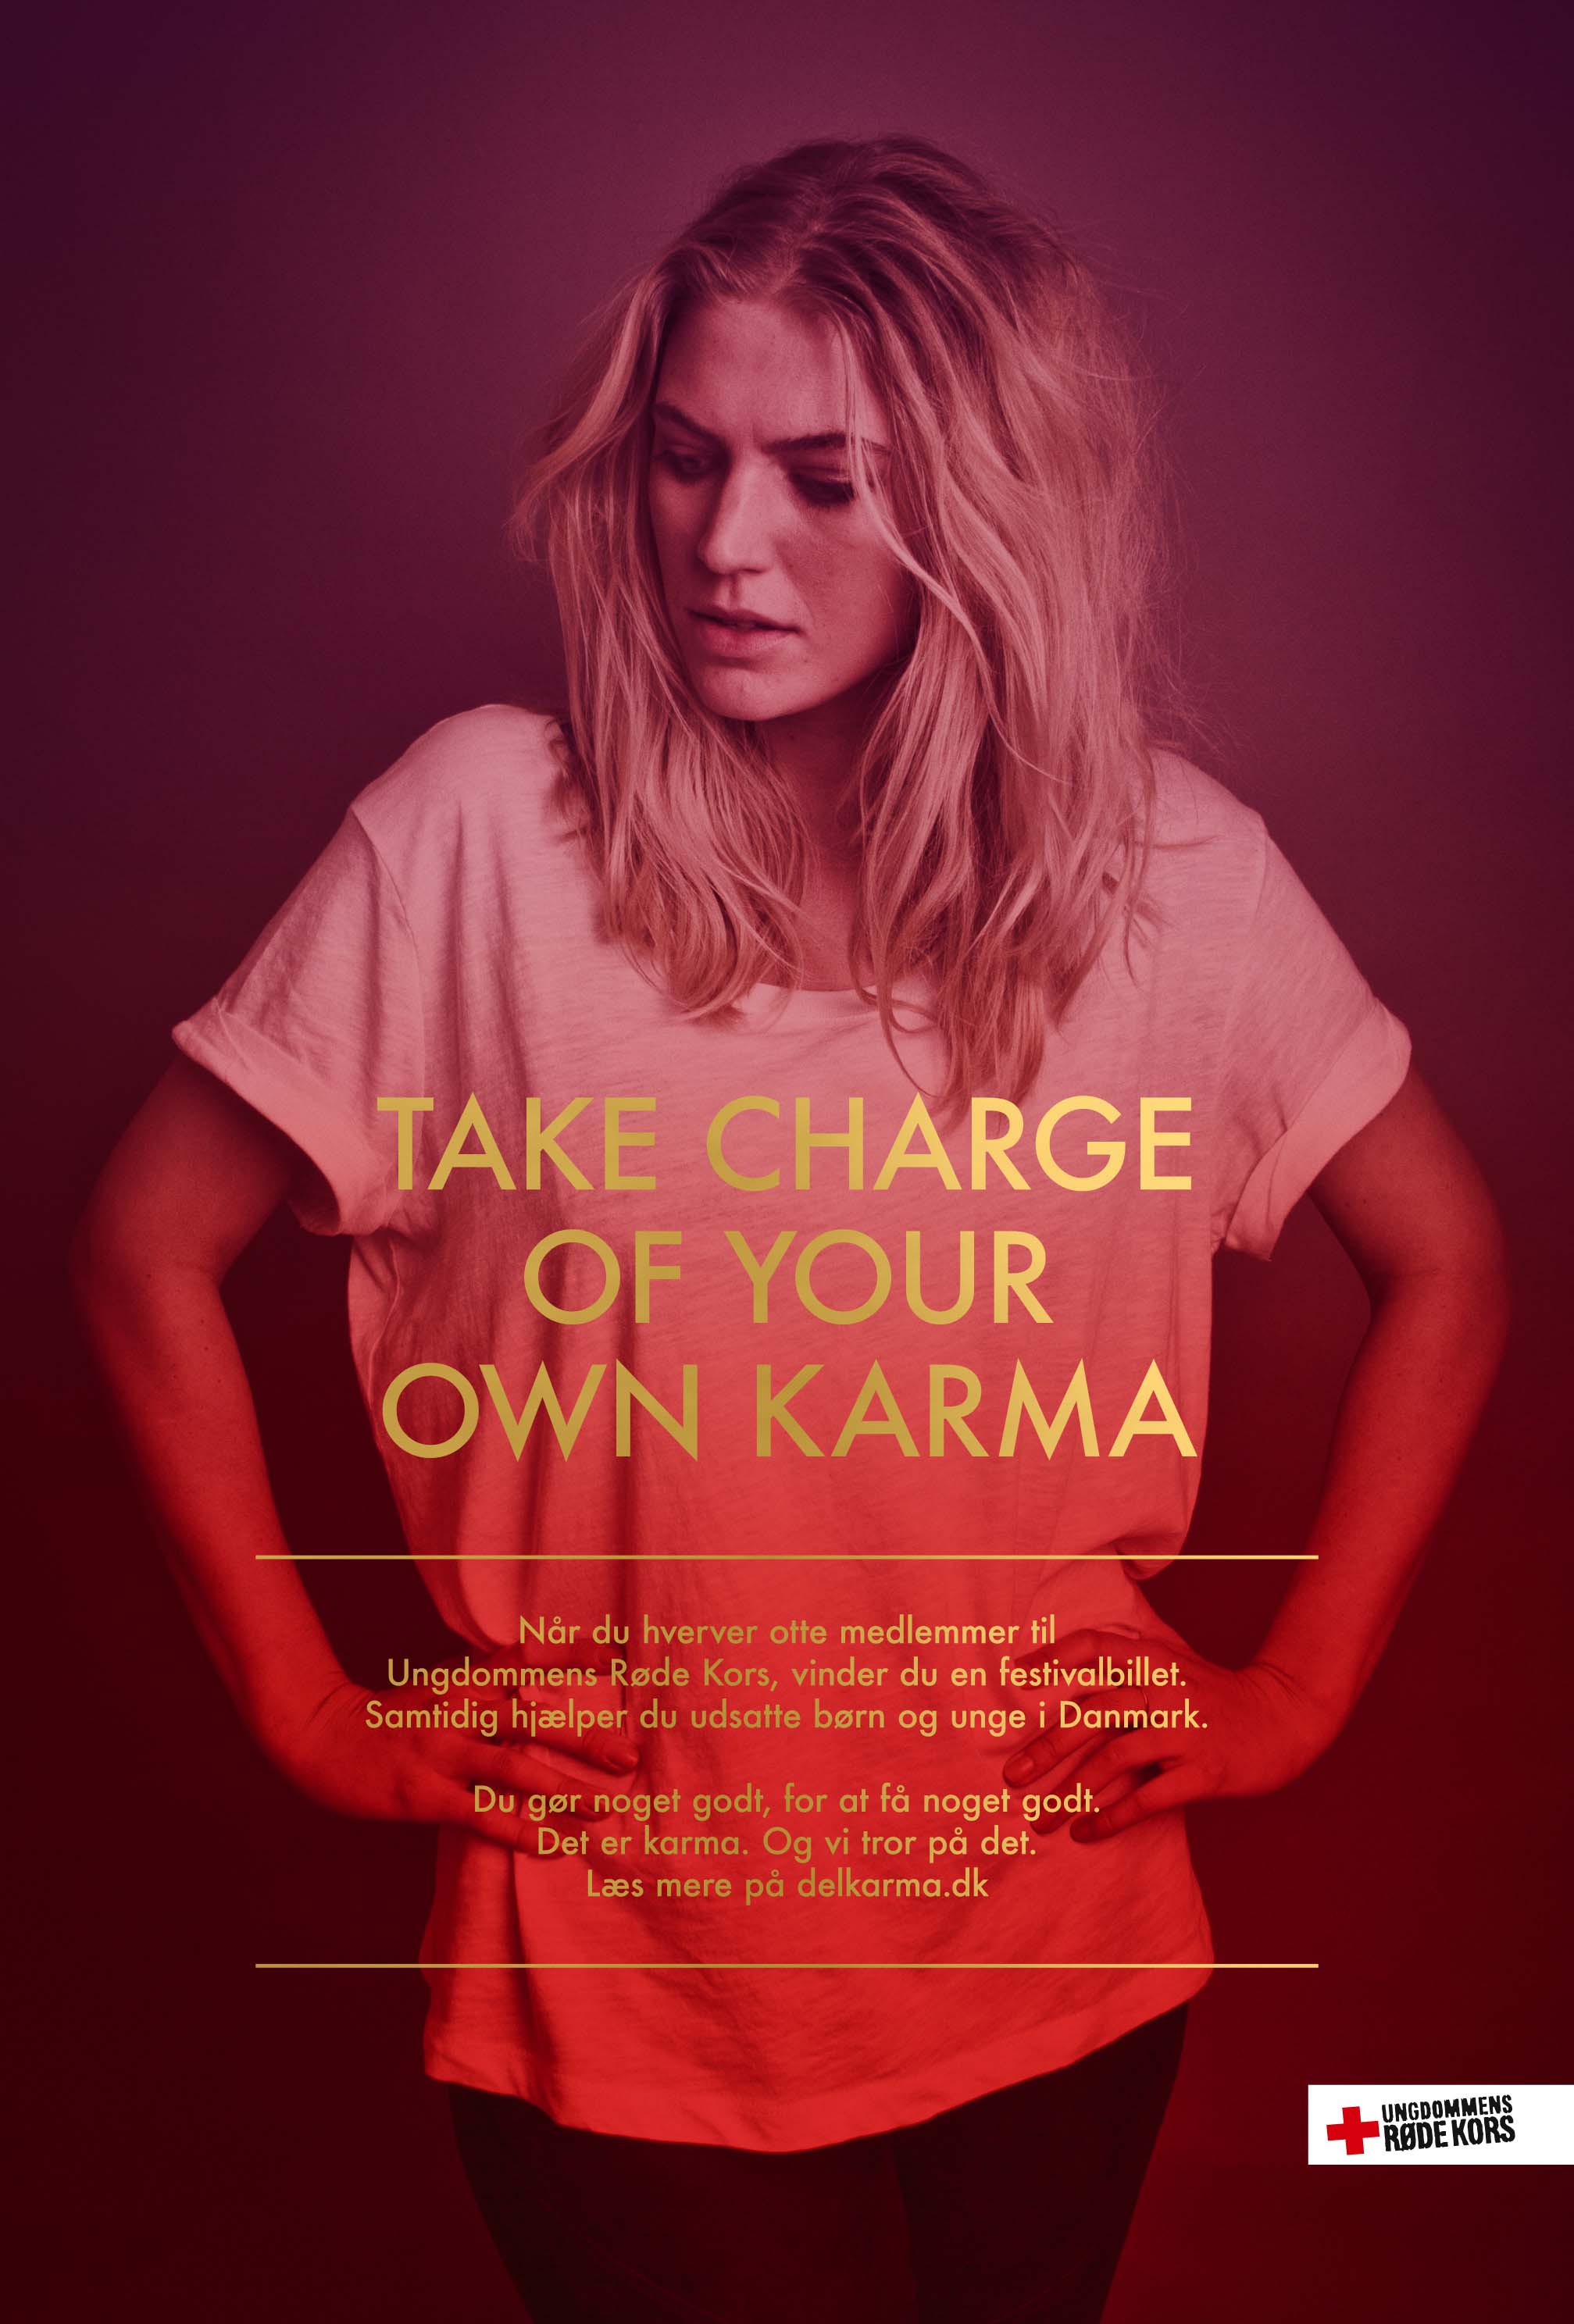 TAKE CHARGE
OF YOUR
OWN KARMA
Når du hverver otte medlemmer til
Ungdommens Røde Kors, vinder du en festivalbillet.
Samtidig hjælper du udsatte børn og unge i Danmark.
Du gør noget godt, for at få noget godt.
Det er karma. Og vi tror på det.
Læs mere på delkarma.dk
UNGDOMMENS
RØDE KORS